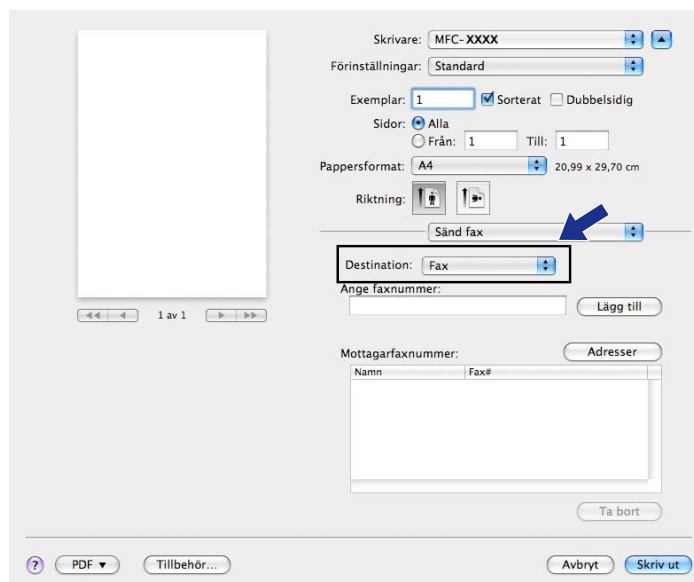 Skrivare: MFC-XXXX
Förinställningar: Standard
Exemplar: 1 Sorterat Dubbelsidig
Sidor: Alla
Från: 1 Till: 1
Pappersformat: A4 20,99 x 29,70 cm
Riktning:
Sänd fax
Destination: Fax
Ange faxnummer:
Lägg till
1 av 1
Mottagarfaxnummer: Adresser
Namn Fax#
Ta bort
? PDF Tillbehör... Avbryt Skriv ut